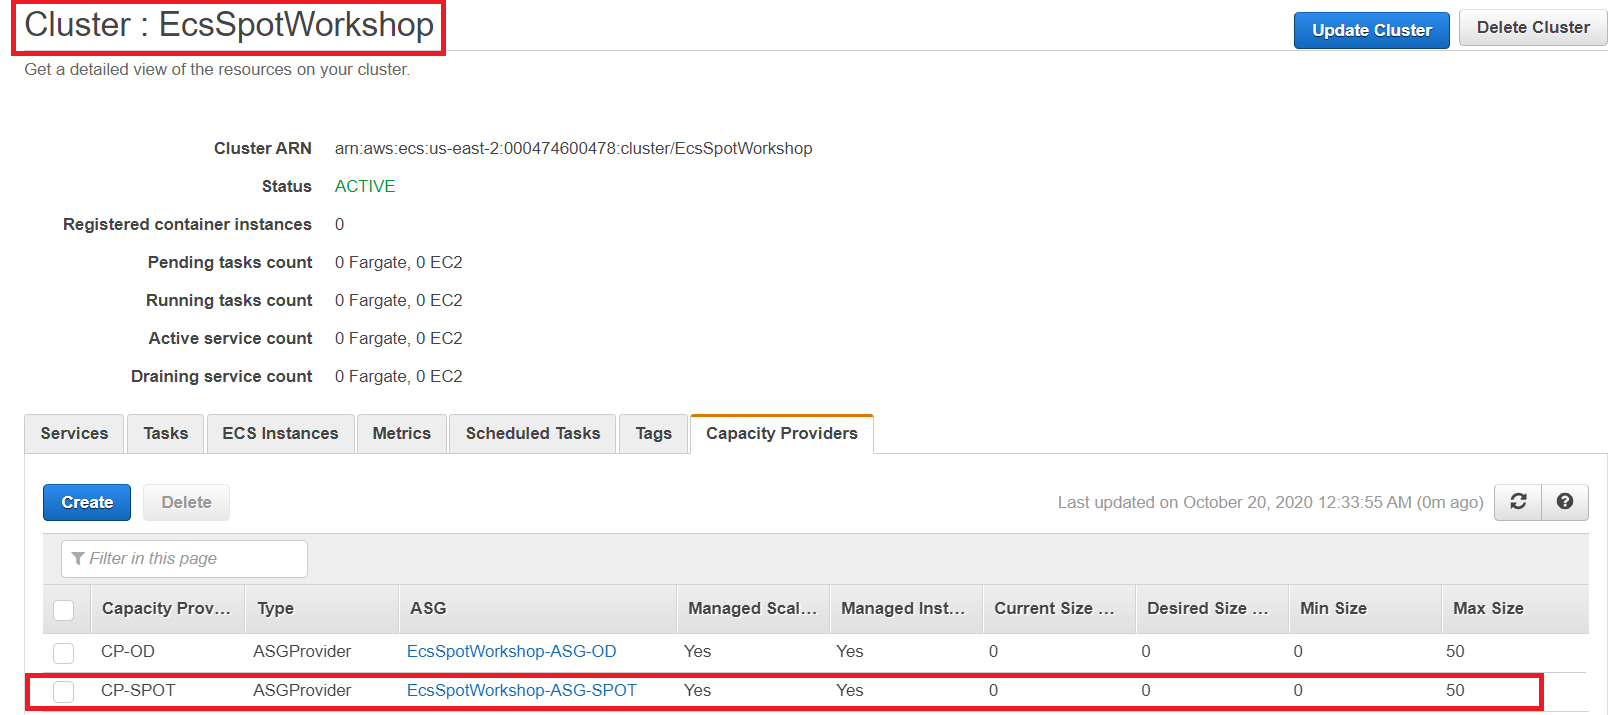 Cluster : EcsSpotWorkshop
Update Cluster
Delete Cluster
Get a detailed view of the resources on your cluster.
Cluster ARN arn:aws:ecs:us-east-2:000474600478:cluster/EcsSpotWorkshop
Status ACTIVE
Registered container instances 0
Pending tasks count 0 Fargate, 0 EC2
Running tasks count 0 Fargate, 0 EC2
Active service count 0 Fargate, 0 EC2
Draining service count 0 Fargate, 0 EC2
Services Tasks ECS Instances Metrics Scheduled Tasks Tags Capacity Providers
Create Delete Last updated on October 20, 2020 12:33:55 AM (0m ago)
Filter in this page
Capacity Prov... Type ASG Managed Scal... Managed Inst... Current Size ... Desired Size ... Min Size Max Size
CP-OD ASGProvider EcsSpotWorkshop-ASG-OD Yes Yes 0 0 0 50
CP-SPOT ASGProvider EcsSpotWorkshop-ASG-SPOT Yes Yes 0 0 0 50